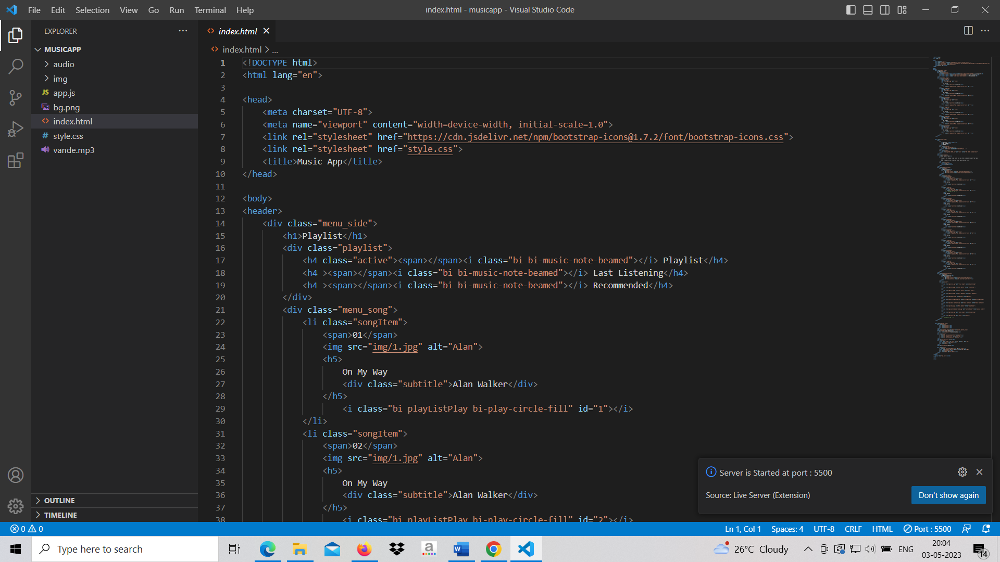 File Edit Selection View Go Run Terminal Help
index.html - musicapp - Visual Studio Code
EXPLORER
MUSICAPP
audio
img
JS app.js
bg.png
<> index.html
# style.css
vande.mp3
OUTLINE
TIMELINE
<> index.html
<> index.html > ...
1 <!DOCTYPE html>
2 <html lang="en">
3
4 <head>
5 <meta charset="UTF-8">
6 <meta name="viewport" content="width=device-width, initial-scale=1.0">
7 <link rel="stylesheet" href="https://cdn.jsdelivr.net/npm/bootstrap-icons@1.7.2/font/bootstrap-icons.css">
8 <link rel="stylesheet" href="style.css">
9 <title>Music App</title>
10 </head>
11
12 <body>
13 <header>
14 <div class="menu_side">
15 <h1>Playlist</h1>
16 <div class="playlist">
17 <h4 class="active"><span></span><i class="bi bi-music-note-beamed"></i> Playlist</h4>
18 <h4 ><span></span><i class="bi bi-music-note-beamed"></i> Last Listening</h4>
19 <h4 ><span></span><i class="bi bi-music-note-beamed"></i> Recommended</h4>
20 </div>
21 <div class="menu_song">
22 <li class="songItem">
23 <span>01</span>
24 <img src="img/1.jpg" alt="Alan">
25 <h5>
26 On My Way
27 <div class="subtitle">Alan Walker</div>
28 </h5>
29 <i class="bi playListPlay bi-play-circle-fill" id="1"></i>
30 </li>
31 <li class="songItem">
32 <span>02</span>
33 <img src="img/1.jpg" alt="Alan">
34 <h5>
35 On My Way
36 <div class="subtitle">Alan Walker</div>
37 </h5>
38 <i class="bi playListPlay bi-play-circle-fill" id="2"></i>
Server is Started at port : 5500
Source: Live Server (Extension)
Don't show again
0 0
Ln 1, Col 1 Spaces: 4 UTF-8 CRLF HTML Port : 5500
Type here to search
26°C Cloudy
ENG
20:04
03-05-2023
14